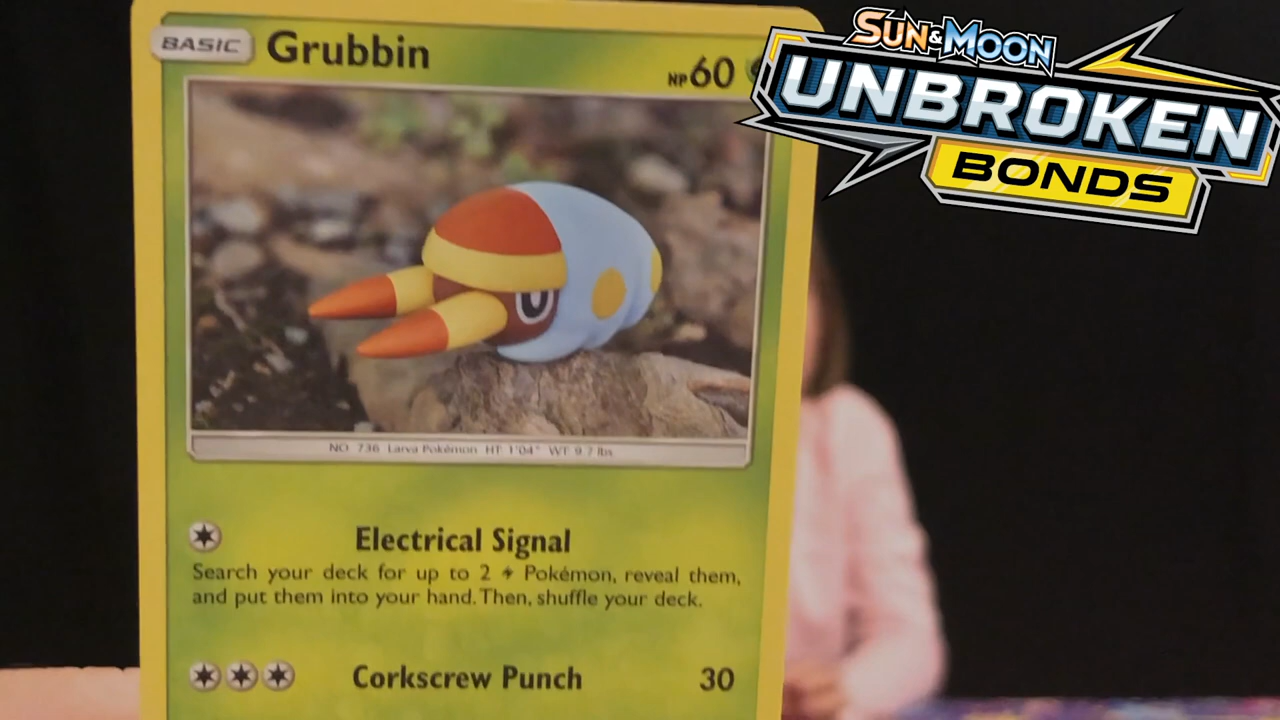 BASIC Grubbin
HP60
SUN & MOON
UNBROKEN
BONDS
NO. 736 Larva Pokémon HT: 1'04" WT: 9.7 lbs.
Electrical Signal
Search your deck for up to 2 Pokémon, reveal them,
and put them into your hand. Then, shuffle your deck.
Corkscrew Punch 30